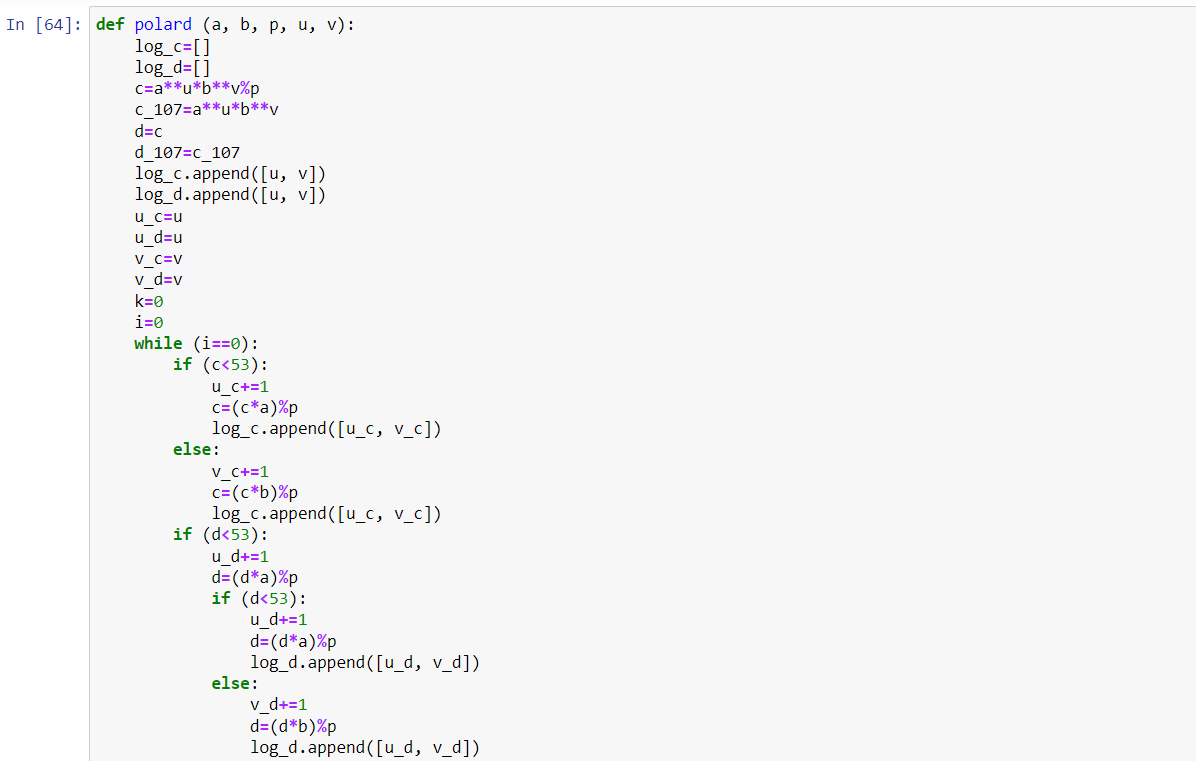 In [64]: def polard (a, b, p, u, v):
    log_c=[]
    log_d=[]
    c=a**u*b**v%p
    c_107=a**u*b**v
    d=c
    d_107=c_107
    log_c.append([u, v])
    log_d.append([u, v])
    u_c=u
    u_d=u
    v_c=v
    v_d=v
    k=0
    i=0
    while (i==0):
        if (c<53):
            u_c+=1
            c=(c*a)%p
            log_c.append([u_c, v_c])
        else:
            v_c+=1
            c=(c*b)%p
            log_c.append([u_c, v_c])
        if (d<53):
            u_d+=1
            d=(d*a)%p
            if (d<53):
                u_d+=1
                d=(d*a)%p
                log_d.append([u_d, v_d])
            else:
                v_d+=1
                d=(d*b)%p
                log_d.append([u_d, v_d])